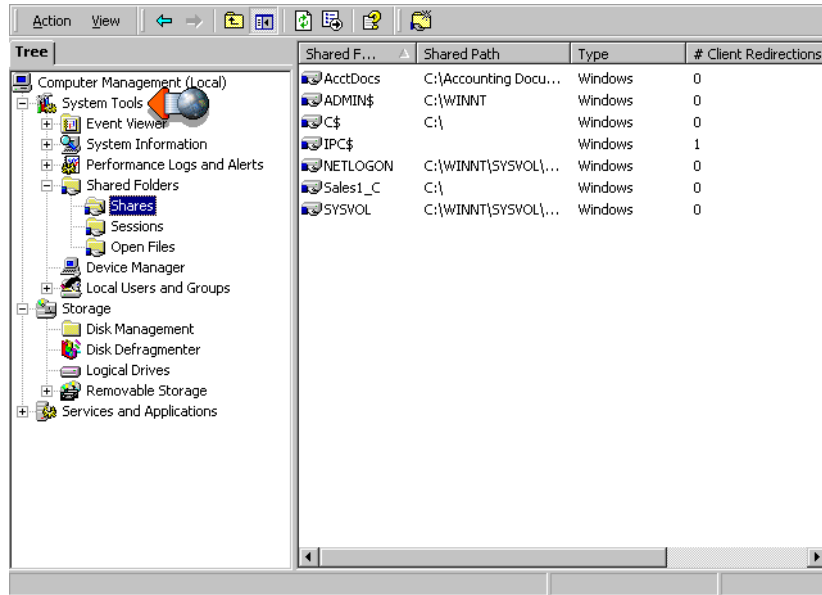 Action View
Tree
Shared F... Shared Path Type # Client Redirections
Computer Management (Local)
System Tools
Event Viewer
System Information
Performance Logs and Alerts
Shared Folders
Shares
Sessions
Open Files
Device Manager
Local Users and Groups
Storage
Disk Management
Disk Defragmenter
Logical Drives
Removable Storage
Services and Applications
AcctDocs C:\Accounting Docu... Windows 0
ADMIN$ C:\WINNT Windows 0
C$ C:\ Windows 0
IPC$ Windows 1
NETLOGON C:\WINNT\SYSVOL\... Windows 0
Sales1_C C:\ Windows 0
SYSVOL C:\WINNT\SYSVOL\... Windows 0